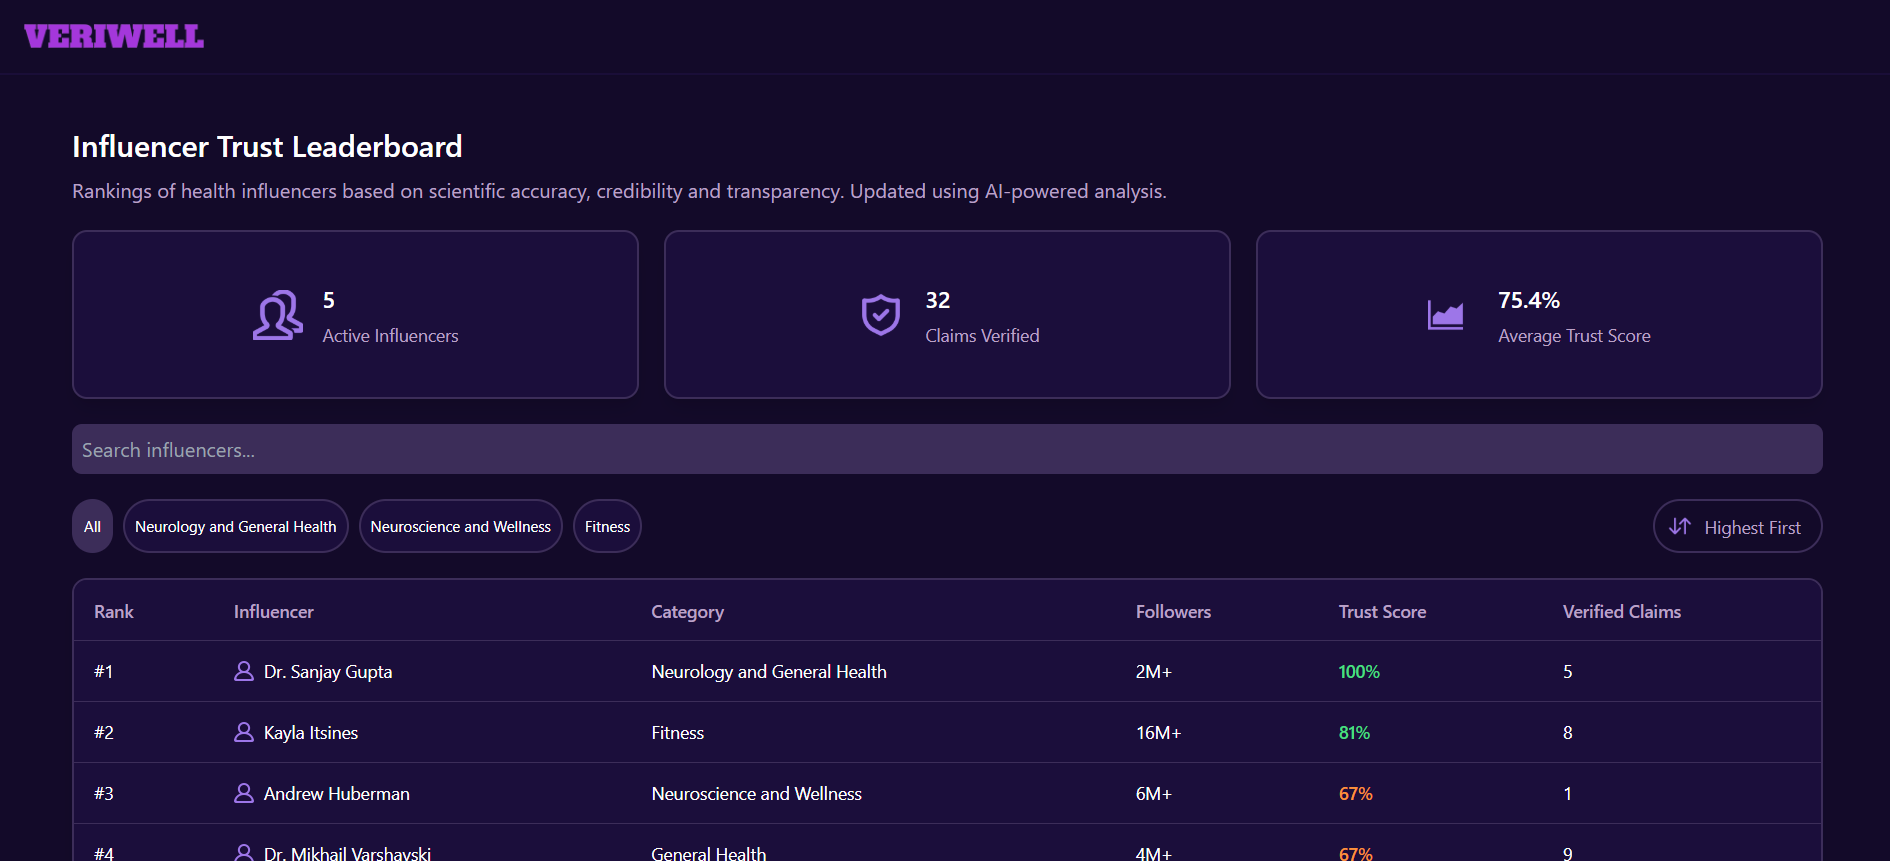 VERIWELL
Influencer Trust Leaderboard
Rankings of health influencers based on scientific accuracy, credibility and transparency. Updated using AI-powered analysis.
5
Active Influencers
32
Claims Verified
75.4%
Average Trust Score
Search influencers...
All Neurology and General Health Neuroscience and Wellness Fitness Highest First
Rank Influencer Category Followers Trust Score Verified Claims
#1 Dr. Sanjay Gupta Neurology and General Health 2M+ 100% 5
#2 Kayla Itsines Fitness 16M+ 81% 8
#3 Andrew Huberman Neuroscience and Wellness 6M+ 67% 1
#4 Dr. Mikhail Varshavski General Health 4M+ 67% 9